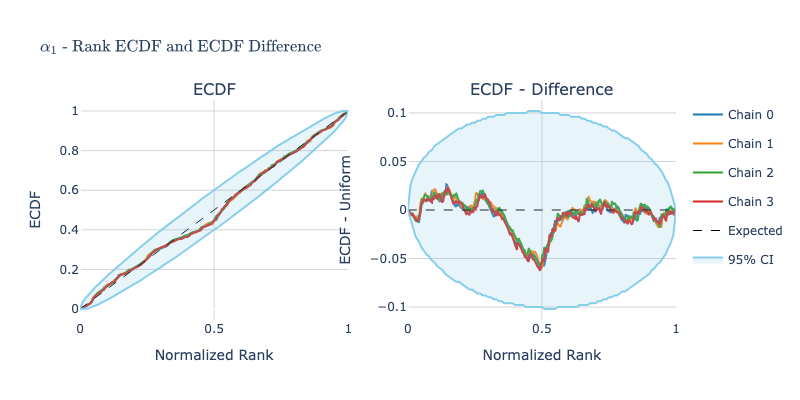 α₁ - Rank ECDF and ECDF Difference
ECDF
ECDF - Difference
ECDF
1
0.8
0.6
0.4
0.2
0
0
0.5
1
Normalized Rank
ECDF - Uniform
0.1
0.05
0
−0.05
−0.1
0
0.5
1
Normalized Rank
Chain 0
Chain 1
Chain 2
Chain 3
Expected
95% CI